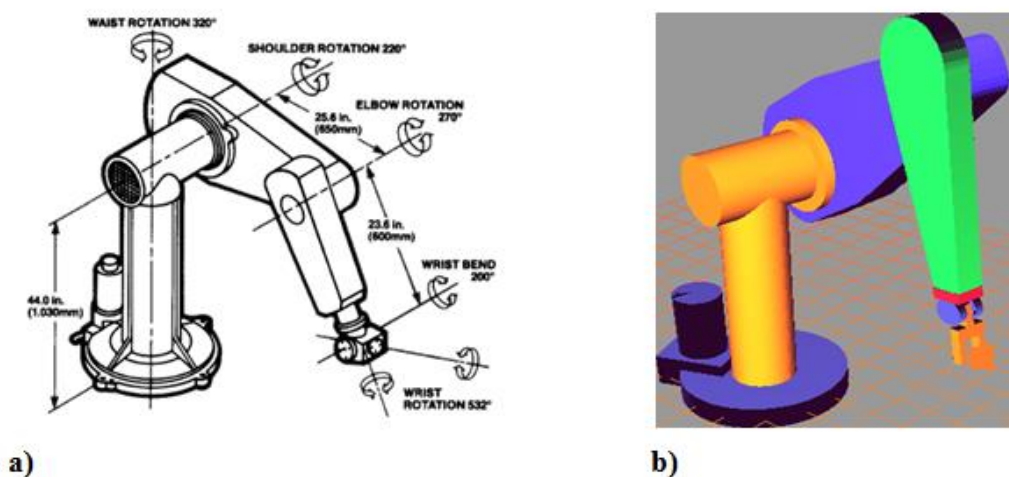 WAIST ROTATION 320°
SHOULDER ROTATION 220°
ELBOW ROTATION
270°
25.6 in.
(650mm)
23.6 in.
(600mm)
WRIST BEND
200°
44.0 in.
(1.030mm)
WRIST
ROTATION 532°
a)
b)